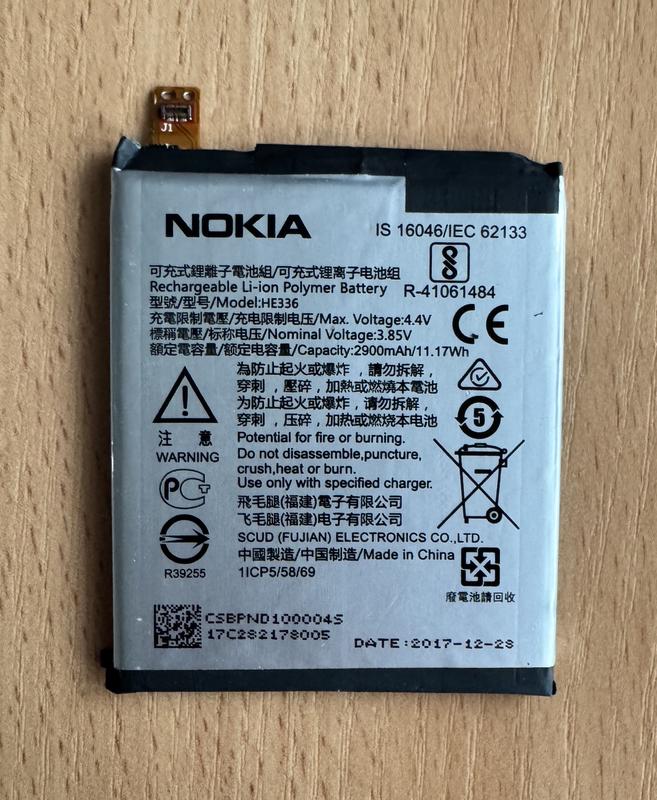 J1
NOKIA
IS 16046/IEC 62133
R-41061484
可充式鋰離子電池組/可充式锂离子电池组
Rechargeable Li-ion Polymer Battery
型號/型号/Model:HE336
充電限制電壓/充电限制电压/Max. Voltage:4.4V
標稱電壓/标称电压/Nominal Voltage:3.85V
額定電容量/额定电容量/Capacity:2900mAh/11.17Wh
CE
為防止起火或爆炸，請勿拆解，
穿刺，壓碎，加熱或燃燒本電池
为防止起火或爆炸，请勿拆解，
穿刺，压碎，加热或燃烧本电池
5
注 意
WARNING
Potential for fire or burning.
Do not disassemble,puncture,
crush,heat or burn.
Use only with specified charger.
飛毛腿(福建)電子有限公司
飞毛腿(福建)电子有限公司
SCUD (FUJIAN) ELECTRONICS CO.,LTD.
中國製造/中国制造/Made in China
R39255
1ICP5/58/69
廢電池請回收
CSBPND100004S
17C282178005
DATE:2017-12-28